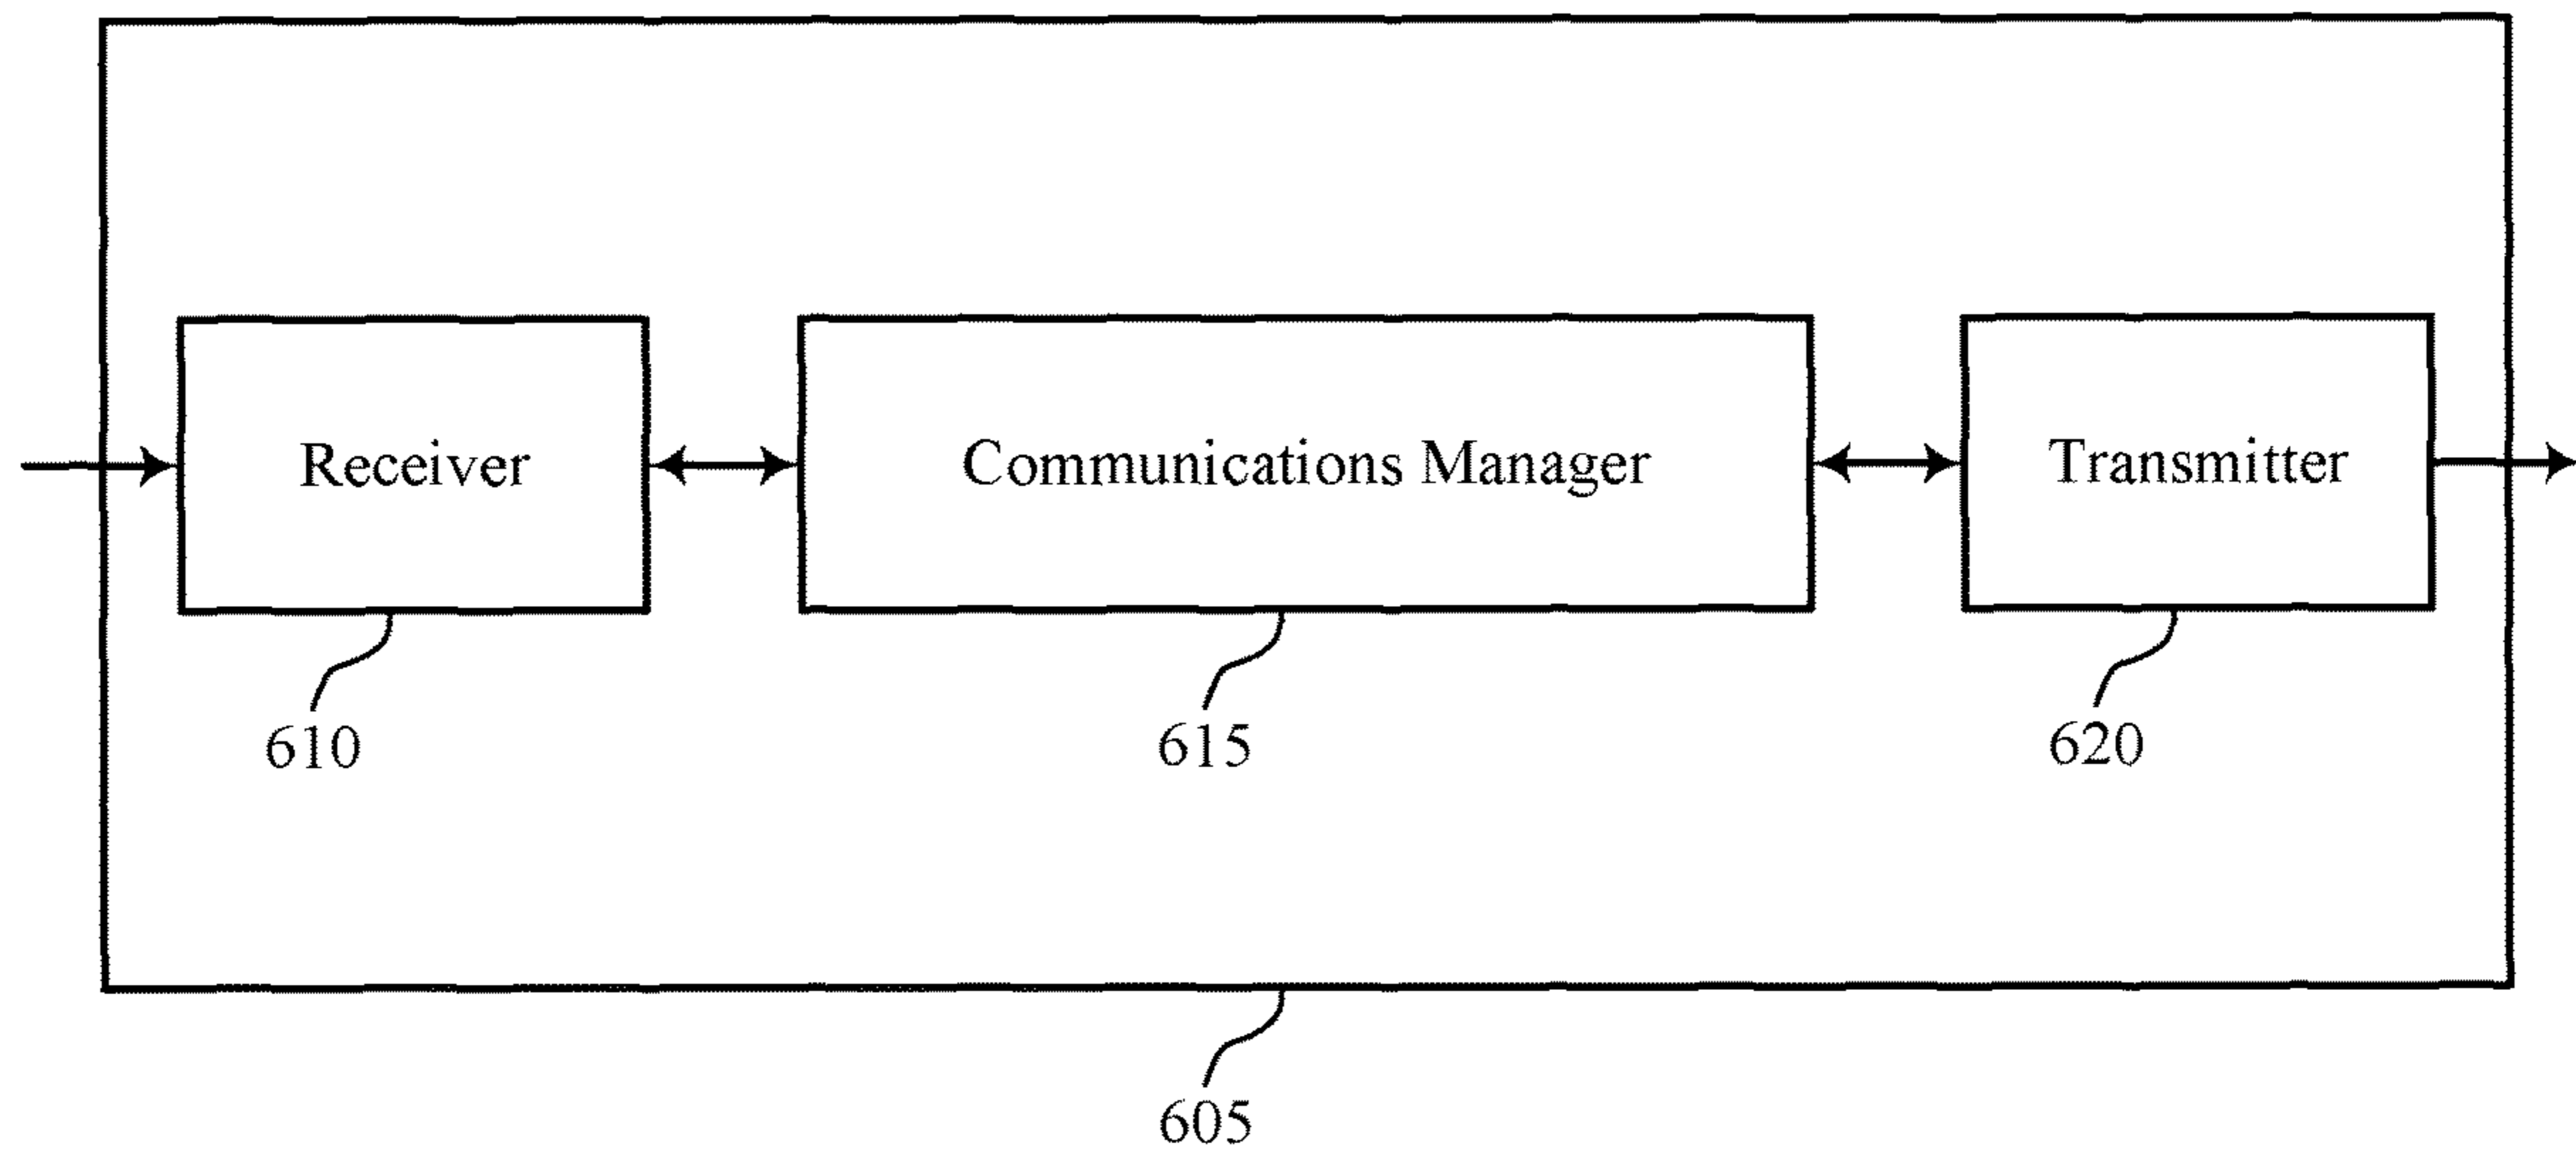 Receiver
Communications Manager
Transmitter
610
615
620
605